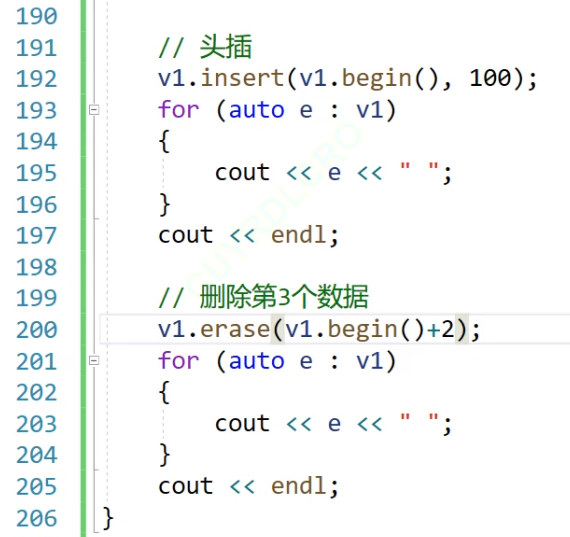 190
191 // 头插
192 v1.insert(v1.begin(), 100);
193 for (auto e : v1)
194 {
195 cout << e << " ";
196 }
197 cout << endl;
198
199 // 删除第3个数据
200 v1.erase(v1.begin()+2);
201 for (auto e : v1)
202 {
203 cout << e << " ";
204 }
205 cout << endl;
206 }